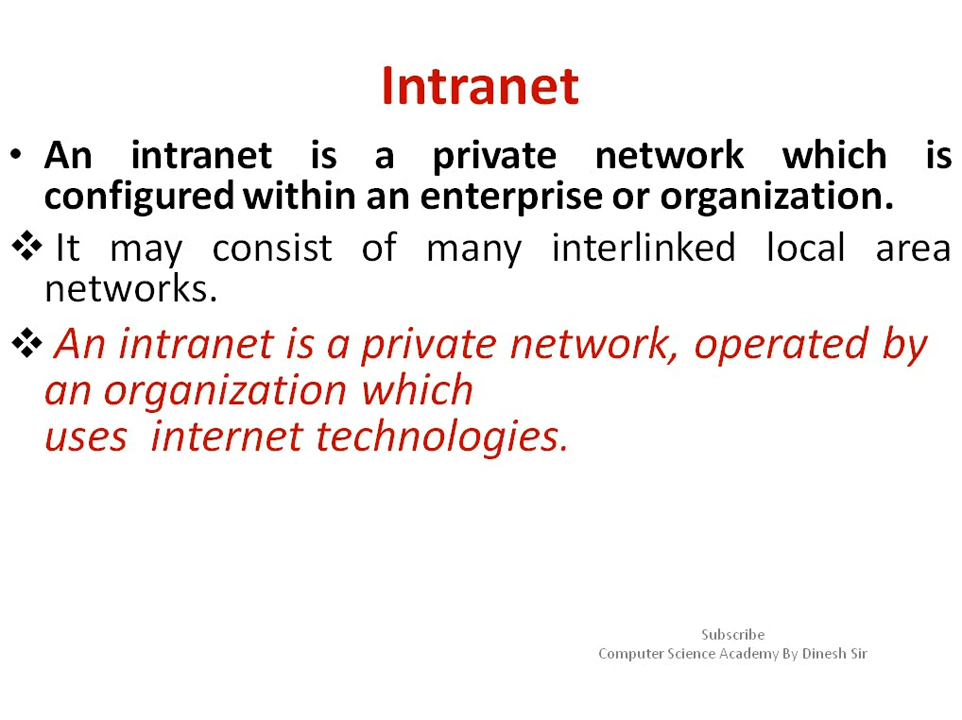 Intranet
• An intranet is a private network which is
configured within an enterprise or organization.
❖ It may consist of many interlinked local area
networks.
❖ An intranet is a private network, operated by
an organization which
uses  internet technologies.
Subscribe
Computer Science Academy By Dinesh Sir